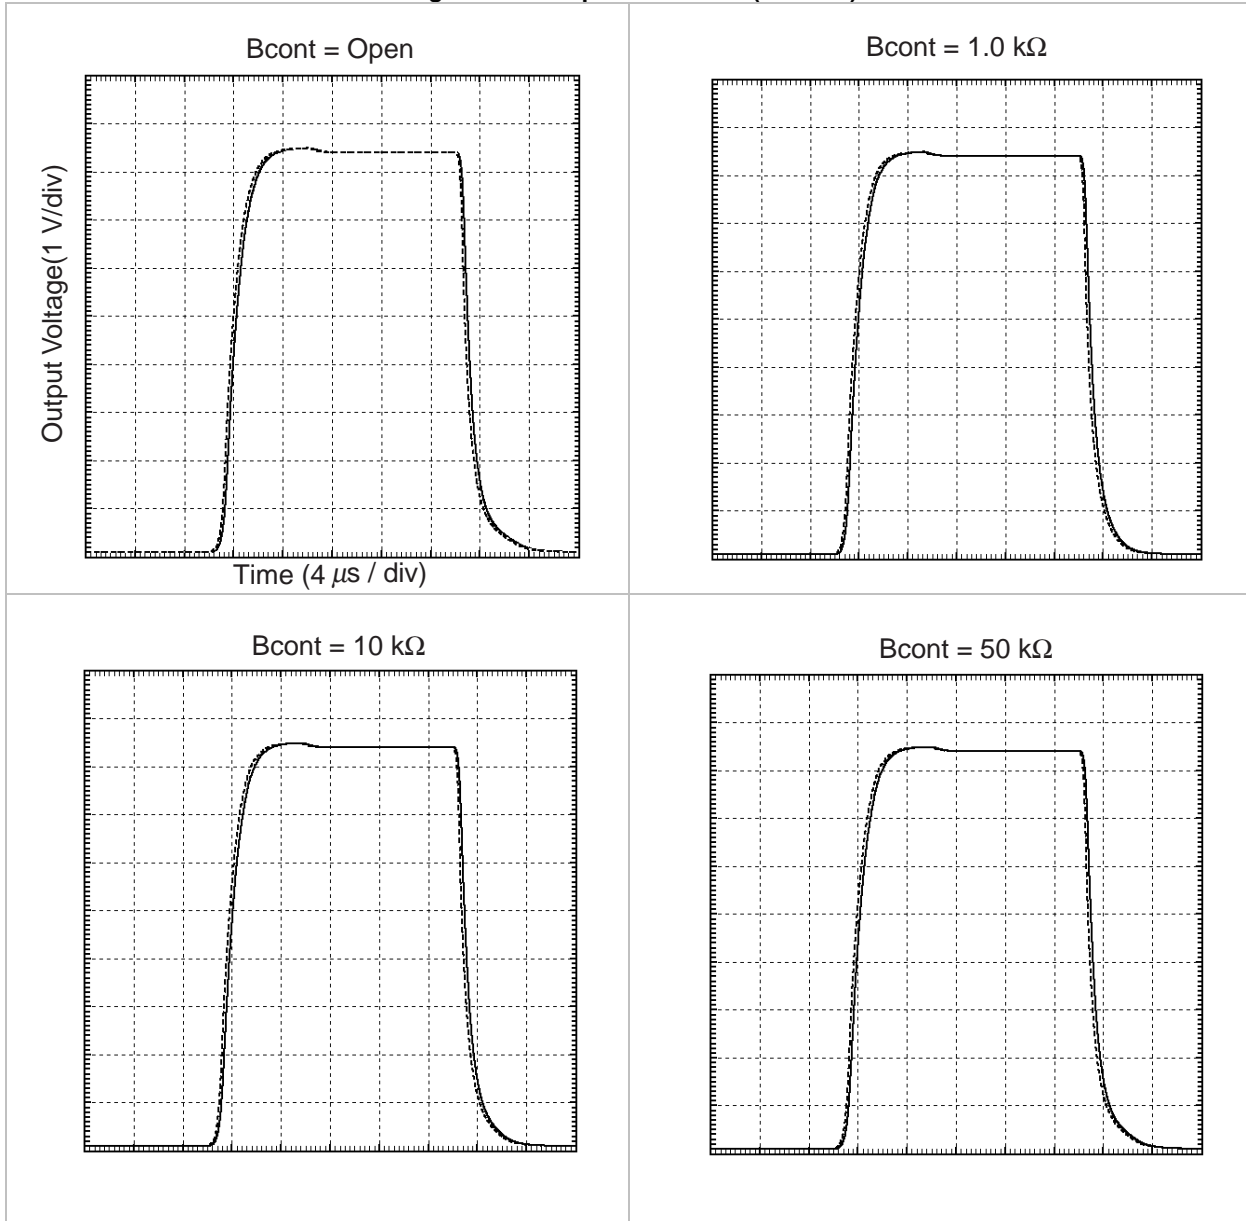 Bcont = Open
Output Voltage(1 V/div)
Time (4 μs / div)
Bcont = 1.0 kΩ
Bcont = 10 kΩ
Bcont = 50 kΩ